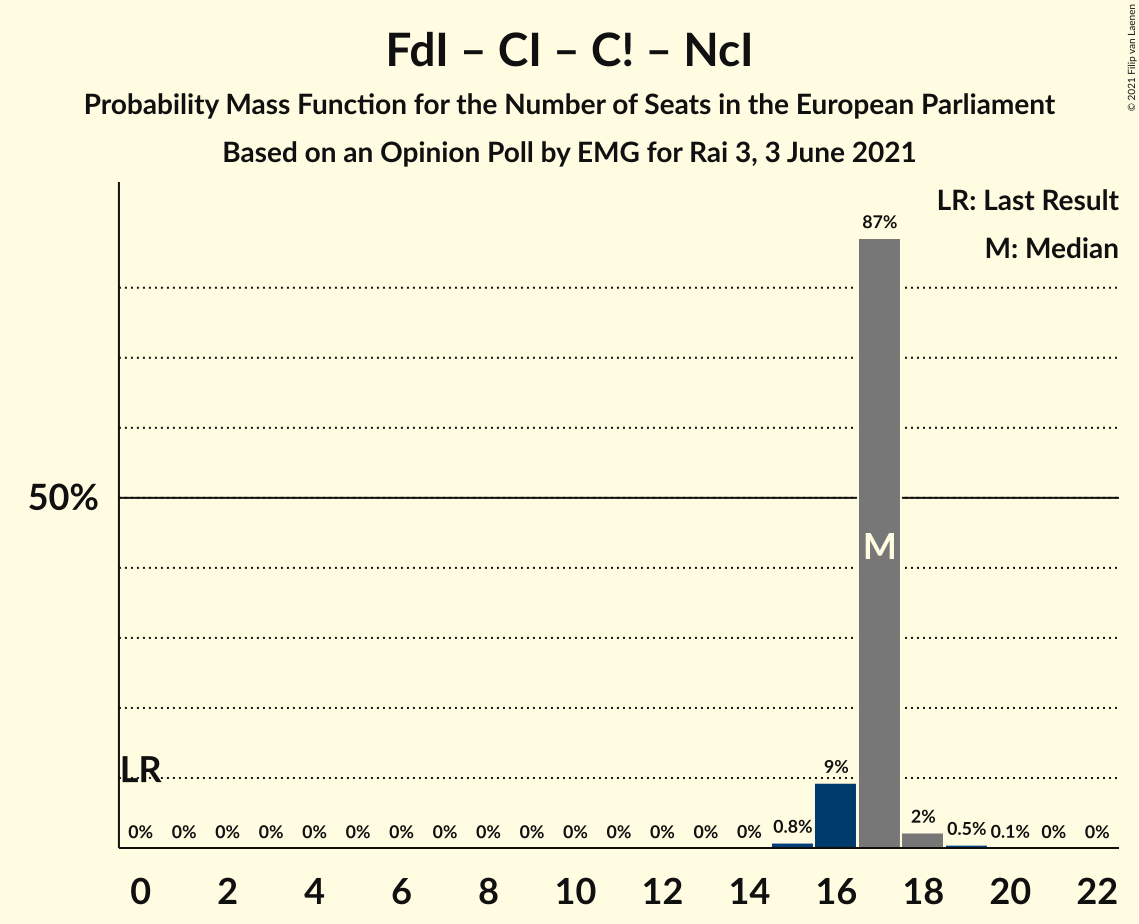 FdI – CI – C! – NcI
Probability Mass Function for the Number of Seats in the European Parliament
Based on an Opinion Poll by EMG for Rai 3, 3 June 2021
© 2021 Filip van Laenen
LR: Last Result
M: Median
87%
50%
M
LR
9%
0% 0% 0% 0% 0% 0% 0% 0% 0% 0% 0% 0% 0% 0% 0% 0.8% 2% 0.5% 0.1% 0% 0%
0 2 4 6 8 10 12 14 16 18 20 22